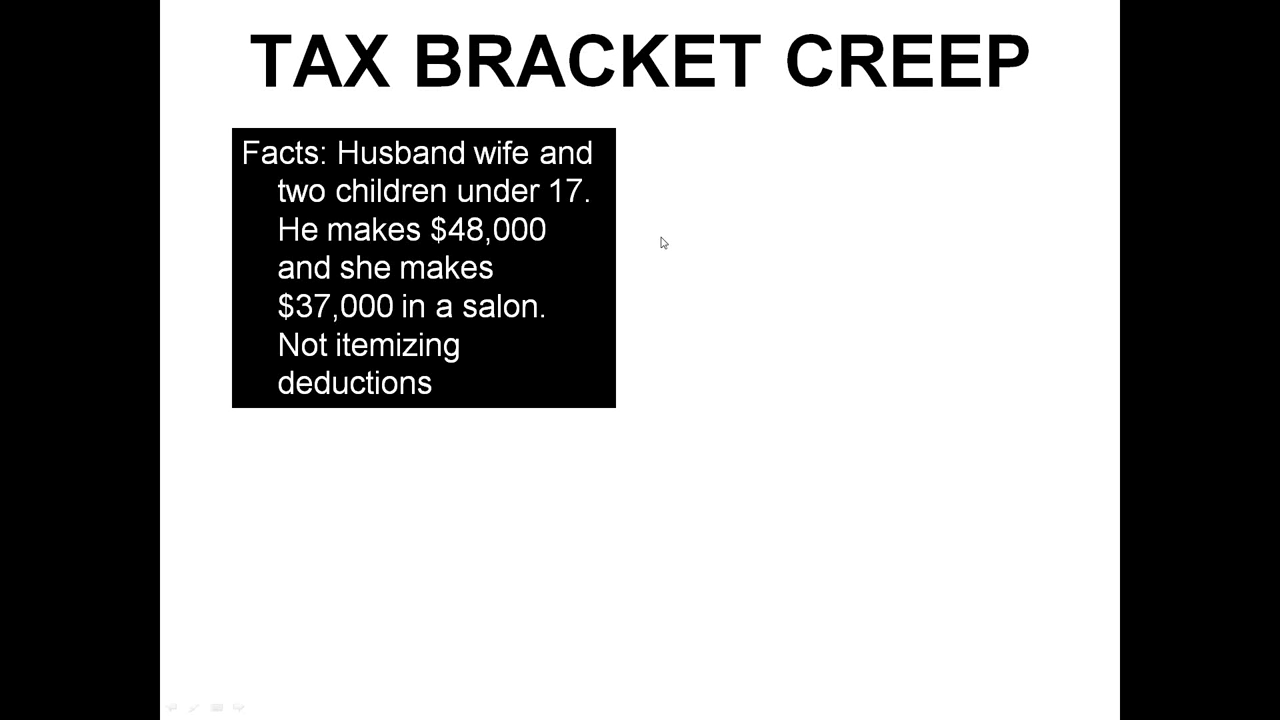 TAX BRACKET CREEP
Facts: Husband wife and
two children under 17.
He makes $48,000
and she makes
$37,000 in a salon.
Not itemizing
deductions